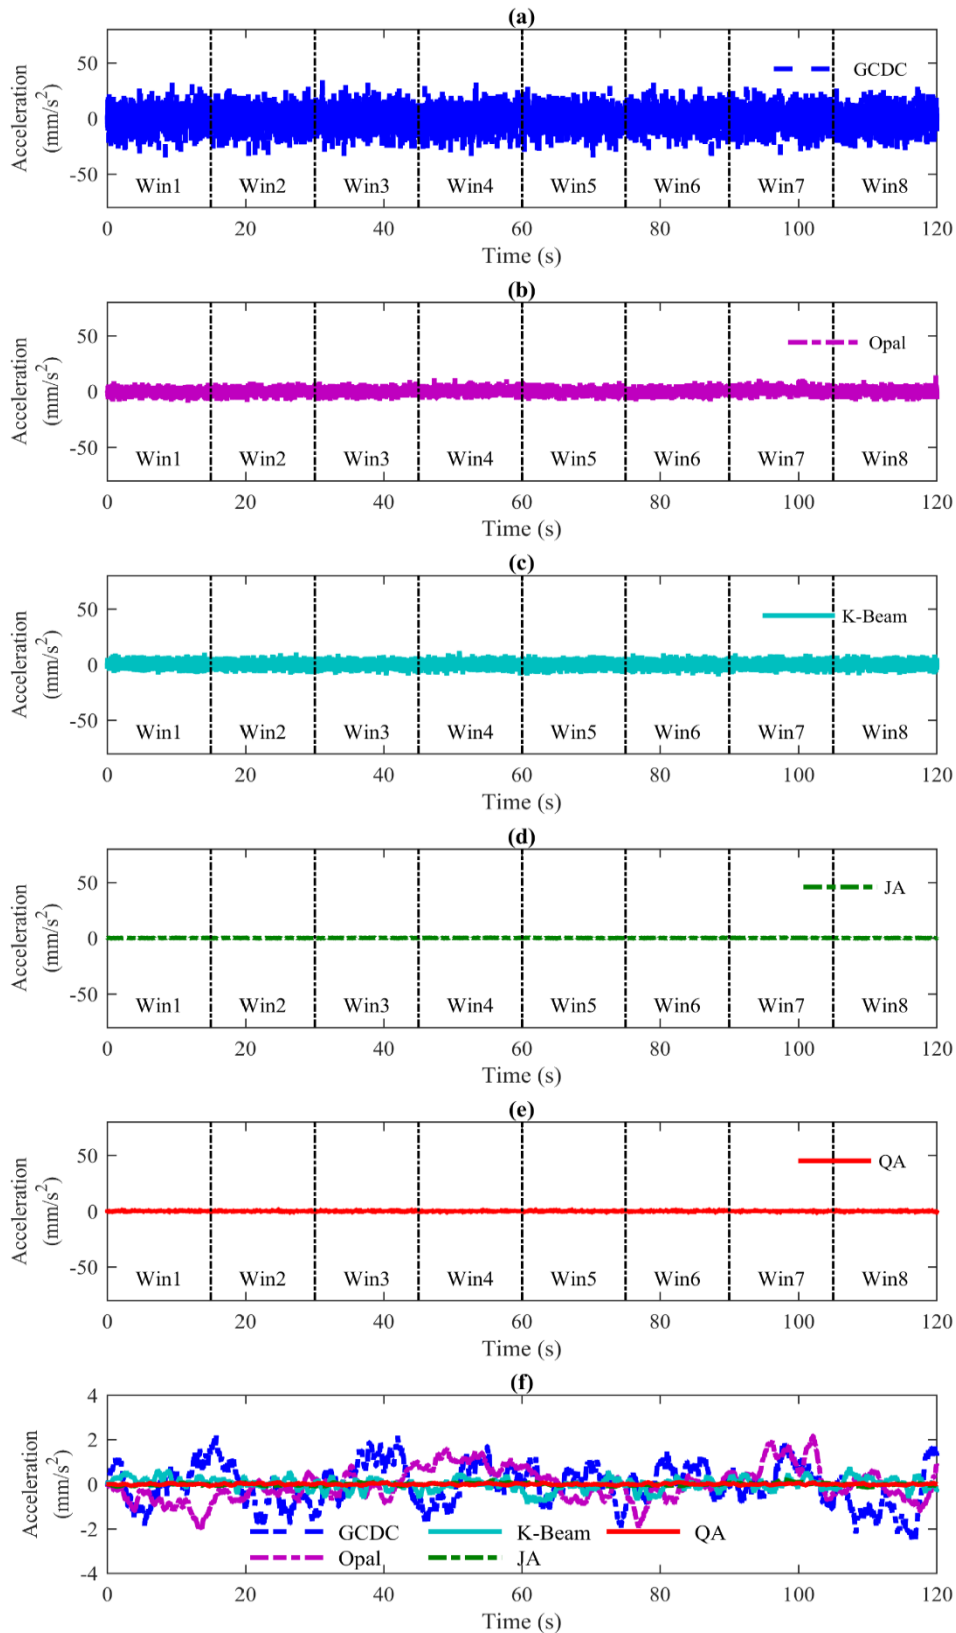 (a)
Acceleration
(mm/s²)
50
0
-50
GCDC
Win1 Win2 Win3 Win4 Win5 Win6 Win7 Win8
0 20 40 60 80 100 120
Time (s)
(b)
Acceleration
(mm/s²)
50
0
-50
Opal
Win1 Win2 Win3 Win4 Win5 Win6 Win7 Win8
0 20 40 60 80 100 120
Time (s)
(c)
Acceleration
(mm/s²)
50
0
-50
K-Beam
Win1 Win2 Win3 Win4 Win5 Win6 Win7 Win8
0 20 40 60 80 100 120
Time (s)
(d)
Acceleration
(mm/s²)
50
0
-50
JA
Win1 Win2 Win3 Win4 Win5 Win6 Win7 Win8
0 20 40 60 80 100 120
Time (s)
(e)
Acceleration
(mm/s²)
50
0
-50
QA
Win1 Win2 Win3 Win4 Win5 Win6 Win7 Win8
0 20 40 60 80 100 120
Time (s)
(f)
Acceleration
(mm/s²)
4
2
0
-2
-4
GCDC K-Beam QA
Opal JA
0 20 40 60 80 100 120
Time (s)